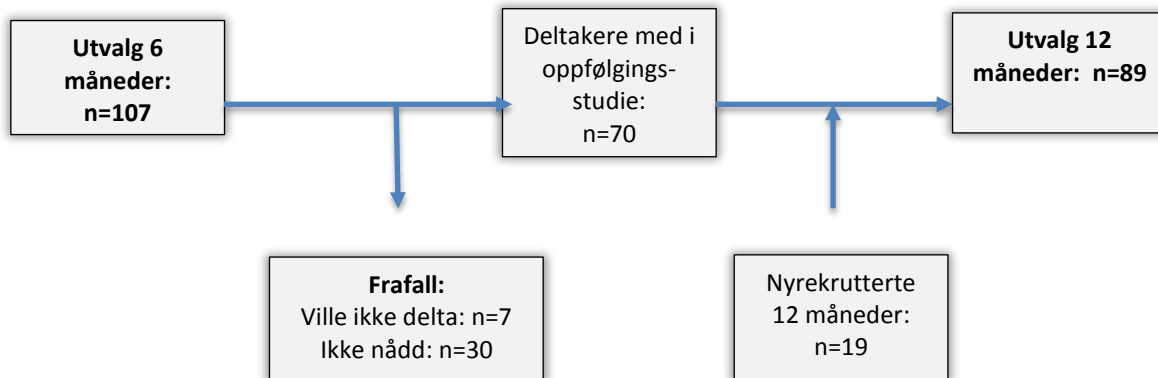 Utvalg 6
måneder:
n=107
Deltakere med i
oppfølgings-
studie:
n=70
Utvalg 12
måneder: n=89
Frafall:
Ville ikke delta: n=7
Ikke nådd: n=30
Nyrekrutterte
12 måneder:
n=19